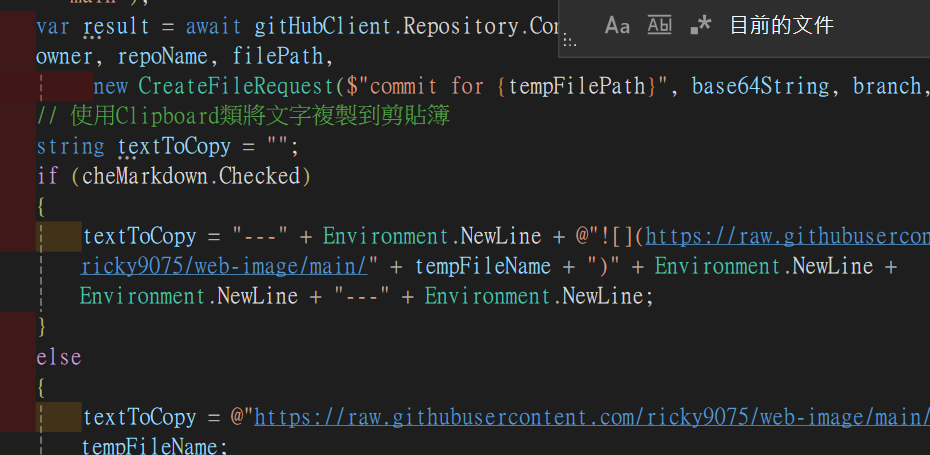 main");
var result = await gitHubClient.Repository.Con
Aa Abl .* 目前的文件
owner, repoName, filePath,
new CreateFileRequest($"commit for {tempFilePath}", base64String, branch,
// 使用Clipboard類將文字複製到剪貼簿
string textToCopy = "";
if (cheMarkdown.Checked)
{
textToCopy = "---" + Environment.NewLine + @"![](https://raw.githubusercon
ricky9075/web-image/main/" + tempFileName + ")" + Environment.NewLine +
Environment.NewLine + "---" + Environment.NewLine;
}
else
{
textToCopy = @"https://raw.githubusercontent.com/ricky9075/web-image/main/
tempFileName;